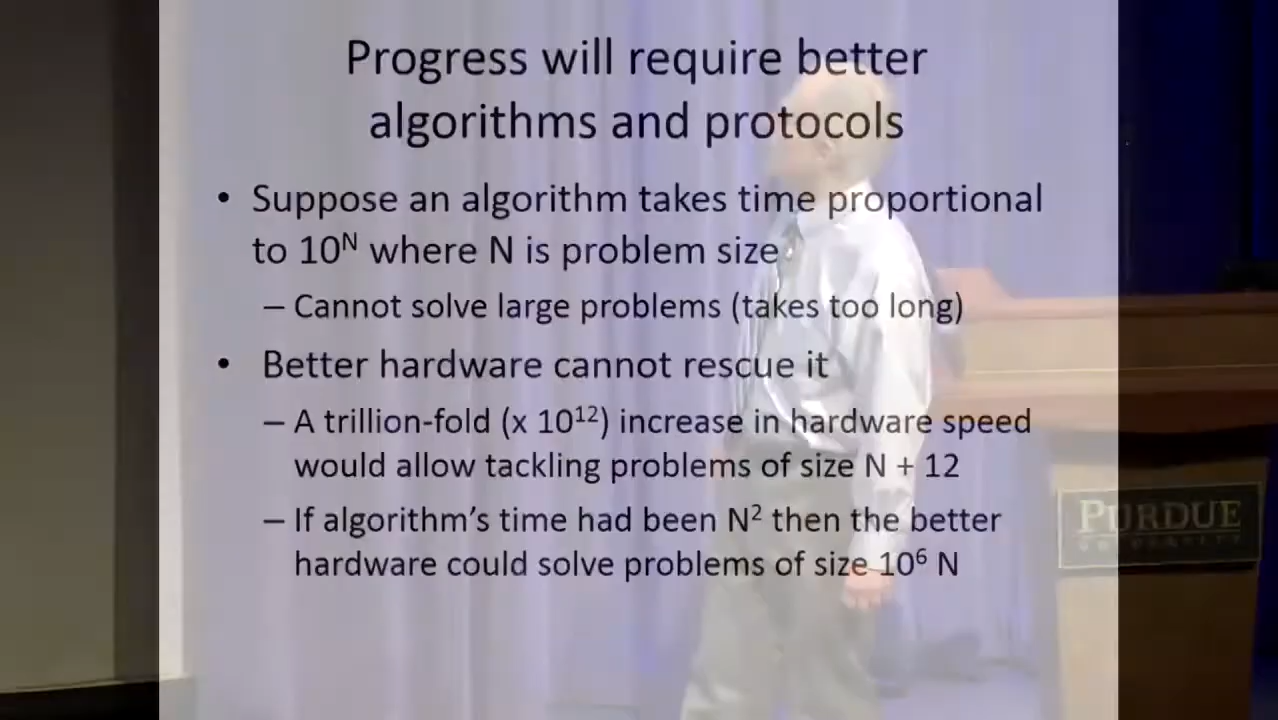 Progress will require better
algorithms and protocols
• Suppose an algorithm takes time proportional
to 10ᴺ where N is problem size
– Cannot solve large problems (takes too long)
• Better hardware cannot rescue it
– A trillion-fold (x 10¹²) increase in hardware speed
would allow tackling problems of size N + 12
– If algorithm’s time had been N² then the better
hardware could solve problems of size 10⁶ N
PURDUE
UNIVERSITY